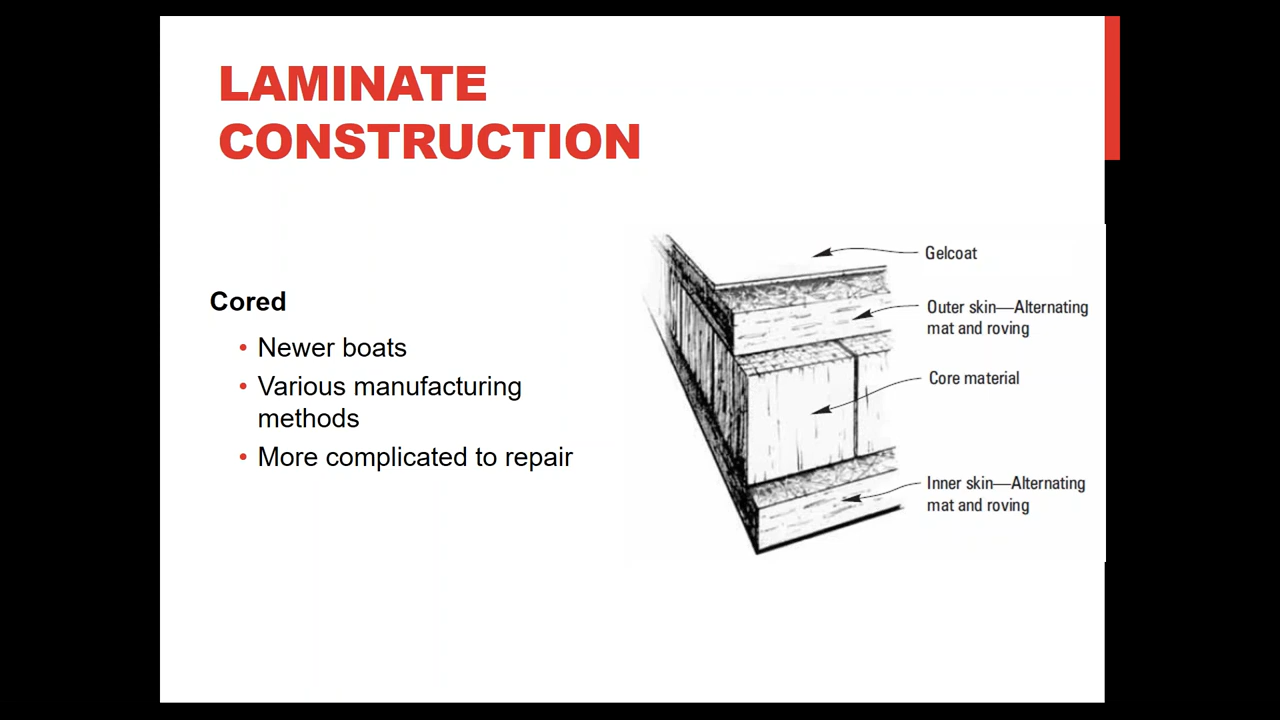 LAMINATE
CONSTRUCTION
Cored
• Newer boats
• Various manufacturing
methods
• More complicated to repair
Gelcoat
Outer skin—Alternating
mat and roving
Core material
Inner skin—Alternating
mat and roving